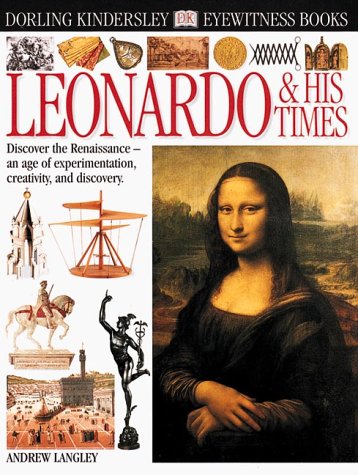 DORLING KINDERSLEY DK EYEWITNESS BOOKS
LEONARDO & HIS TIMES
Discover the Renaissance –
an age of experimentation,
creativity, and discovery.
ANDREW LANGLEY